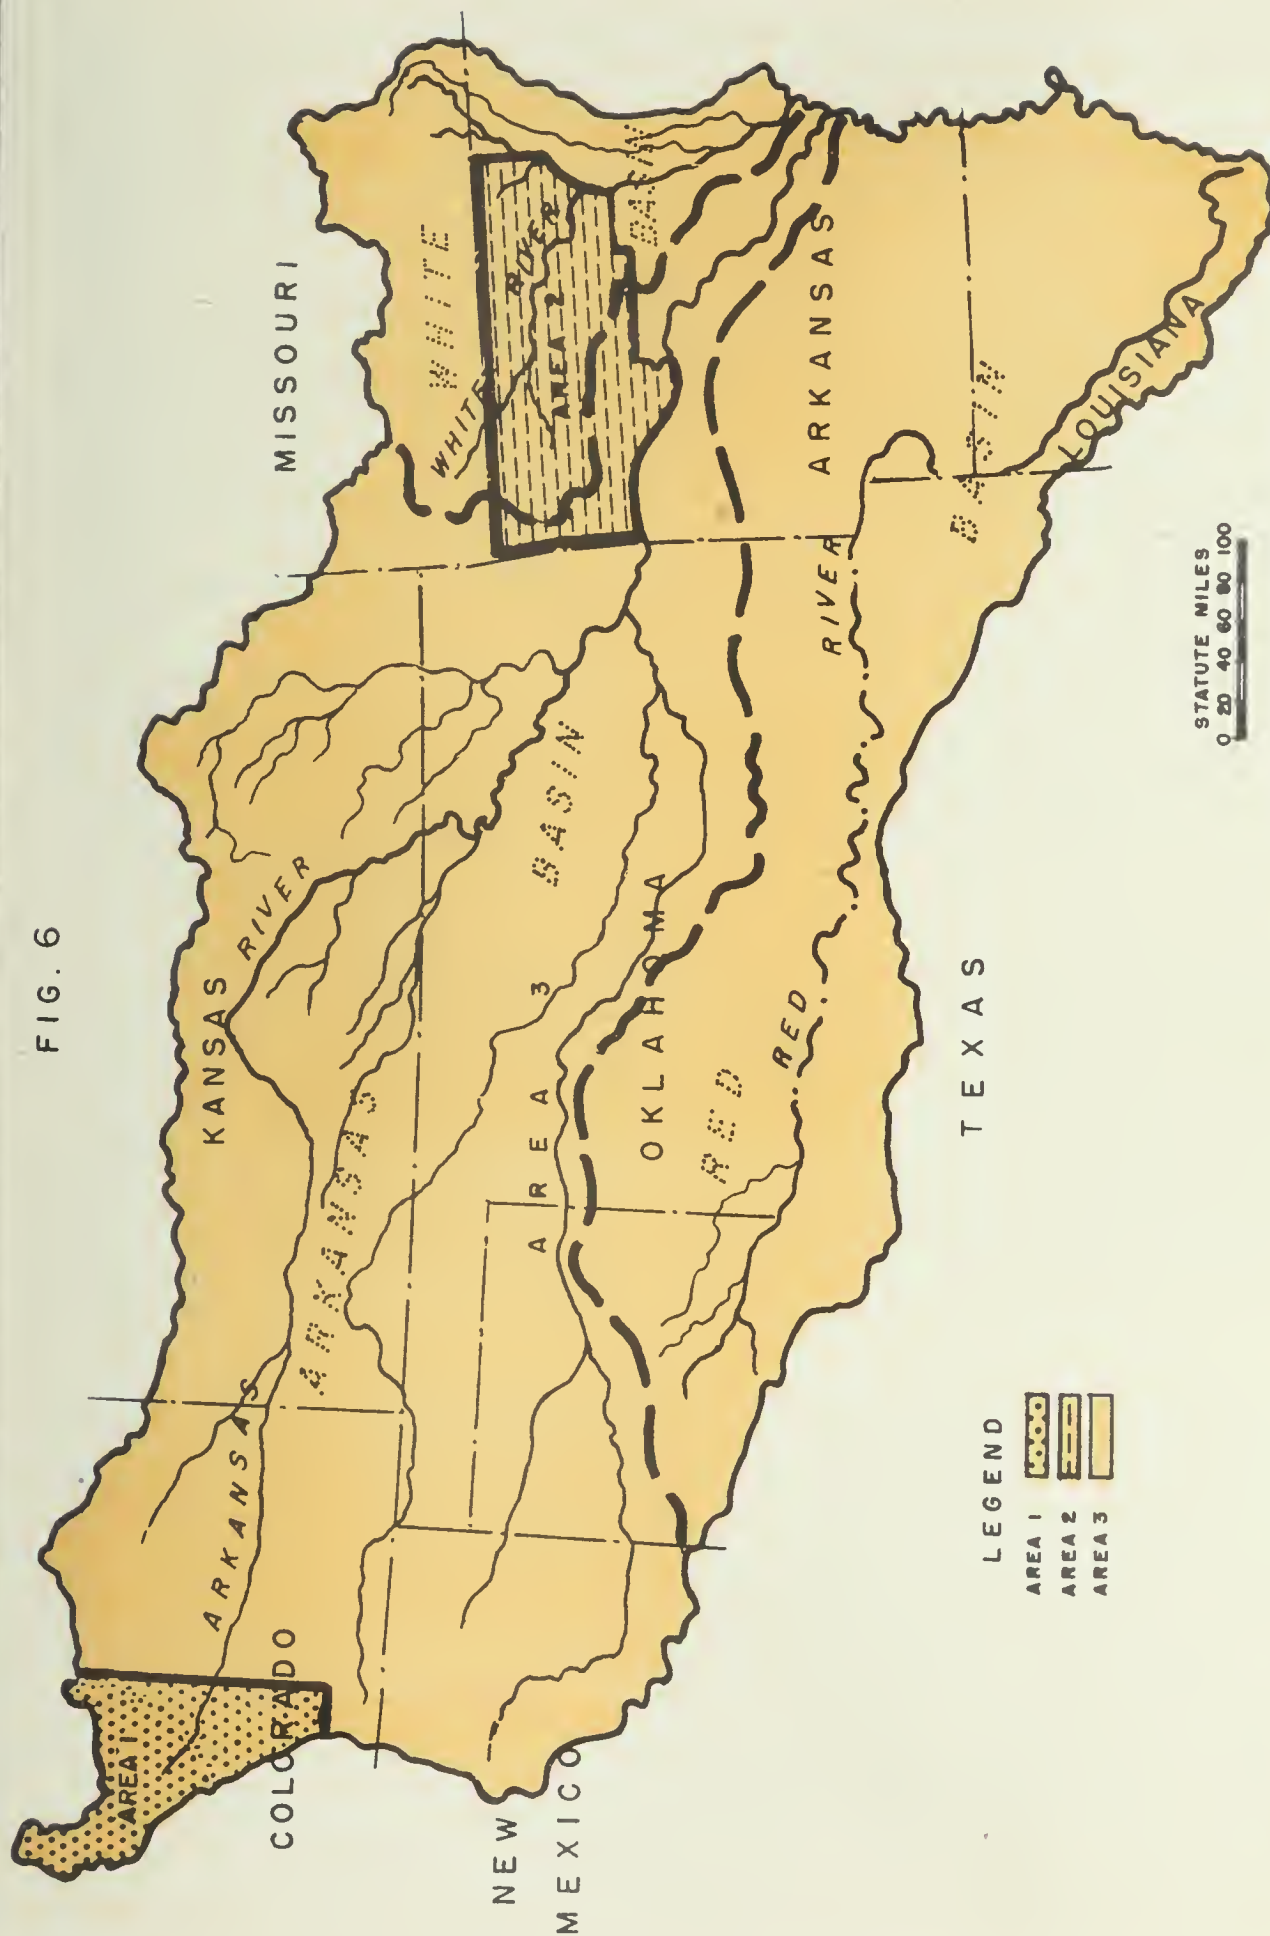 FIG. 6
MISSOURI
KANSAS
COLORADO
NEW
MEXICO
OKLAHOMA
TEXAS
ARKANSAS
LOUISIANA
WHITE
BASIN
WHITE
RIVER
AREA 2
ARKANSAS
RIVER
ARKANSAS
BASIN
AREA 3
AREA 1
RED
BASIN
RED
RIVER
LEGEND
AREA 1
AREA 2
AREA 3
STATUTE MILES
0 20 40 60 80 100